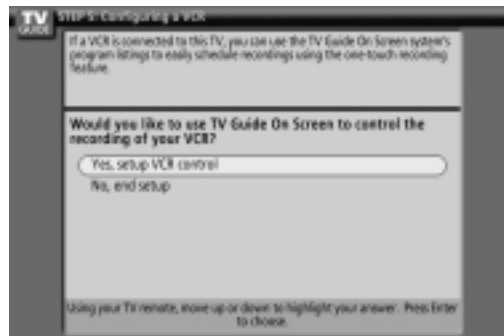 TV
GUIDE
STEP 5: Configuring a VCR
If a VCR is connected to this TV, you can use the TV Guide On Screen system's
program listings to easily schedule recordings using the one-touch recording
feature.
Would you like to use TV Guide On Screen to control the
recording of your VCR?
Yes, setup VCR control
No, end setup
Using your TV remote, move up or down to highlight your answer. Press Enter
to choose.